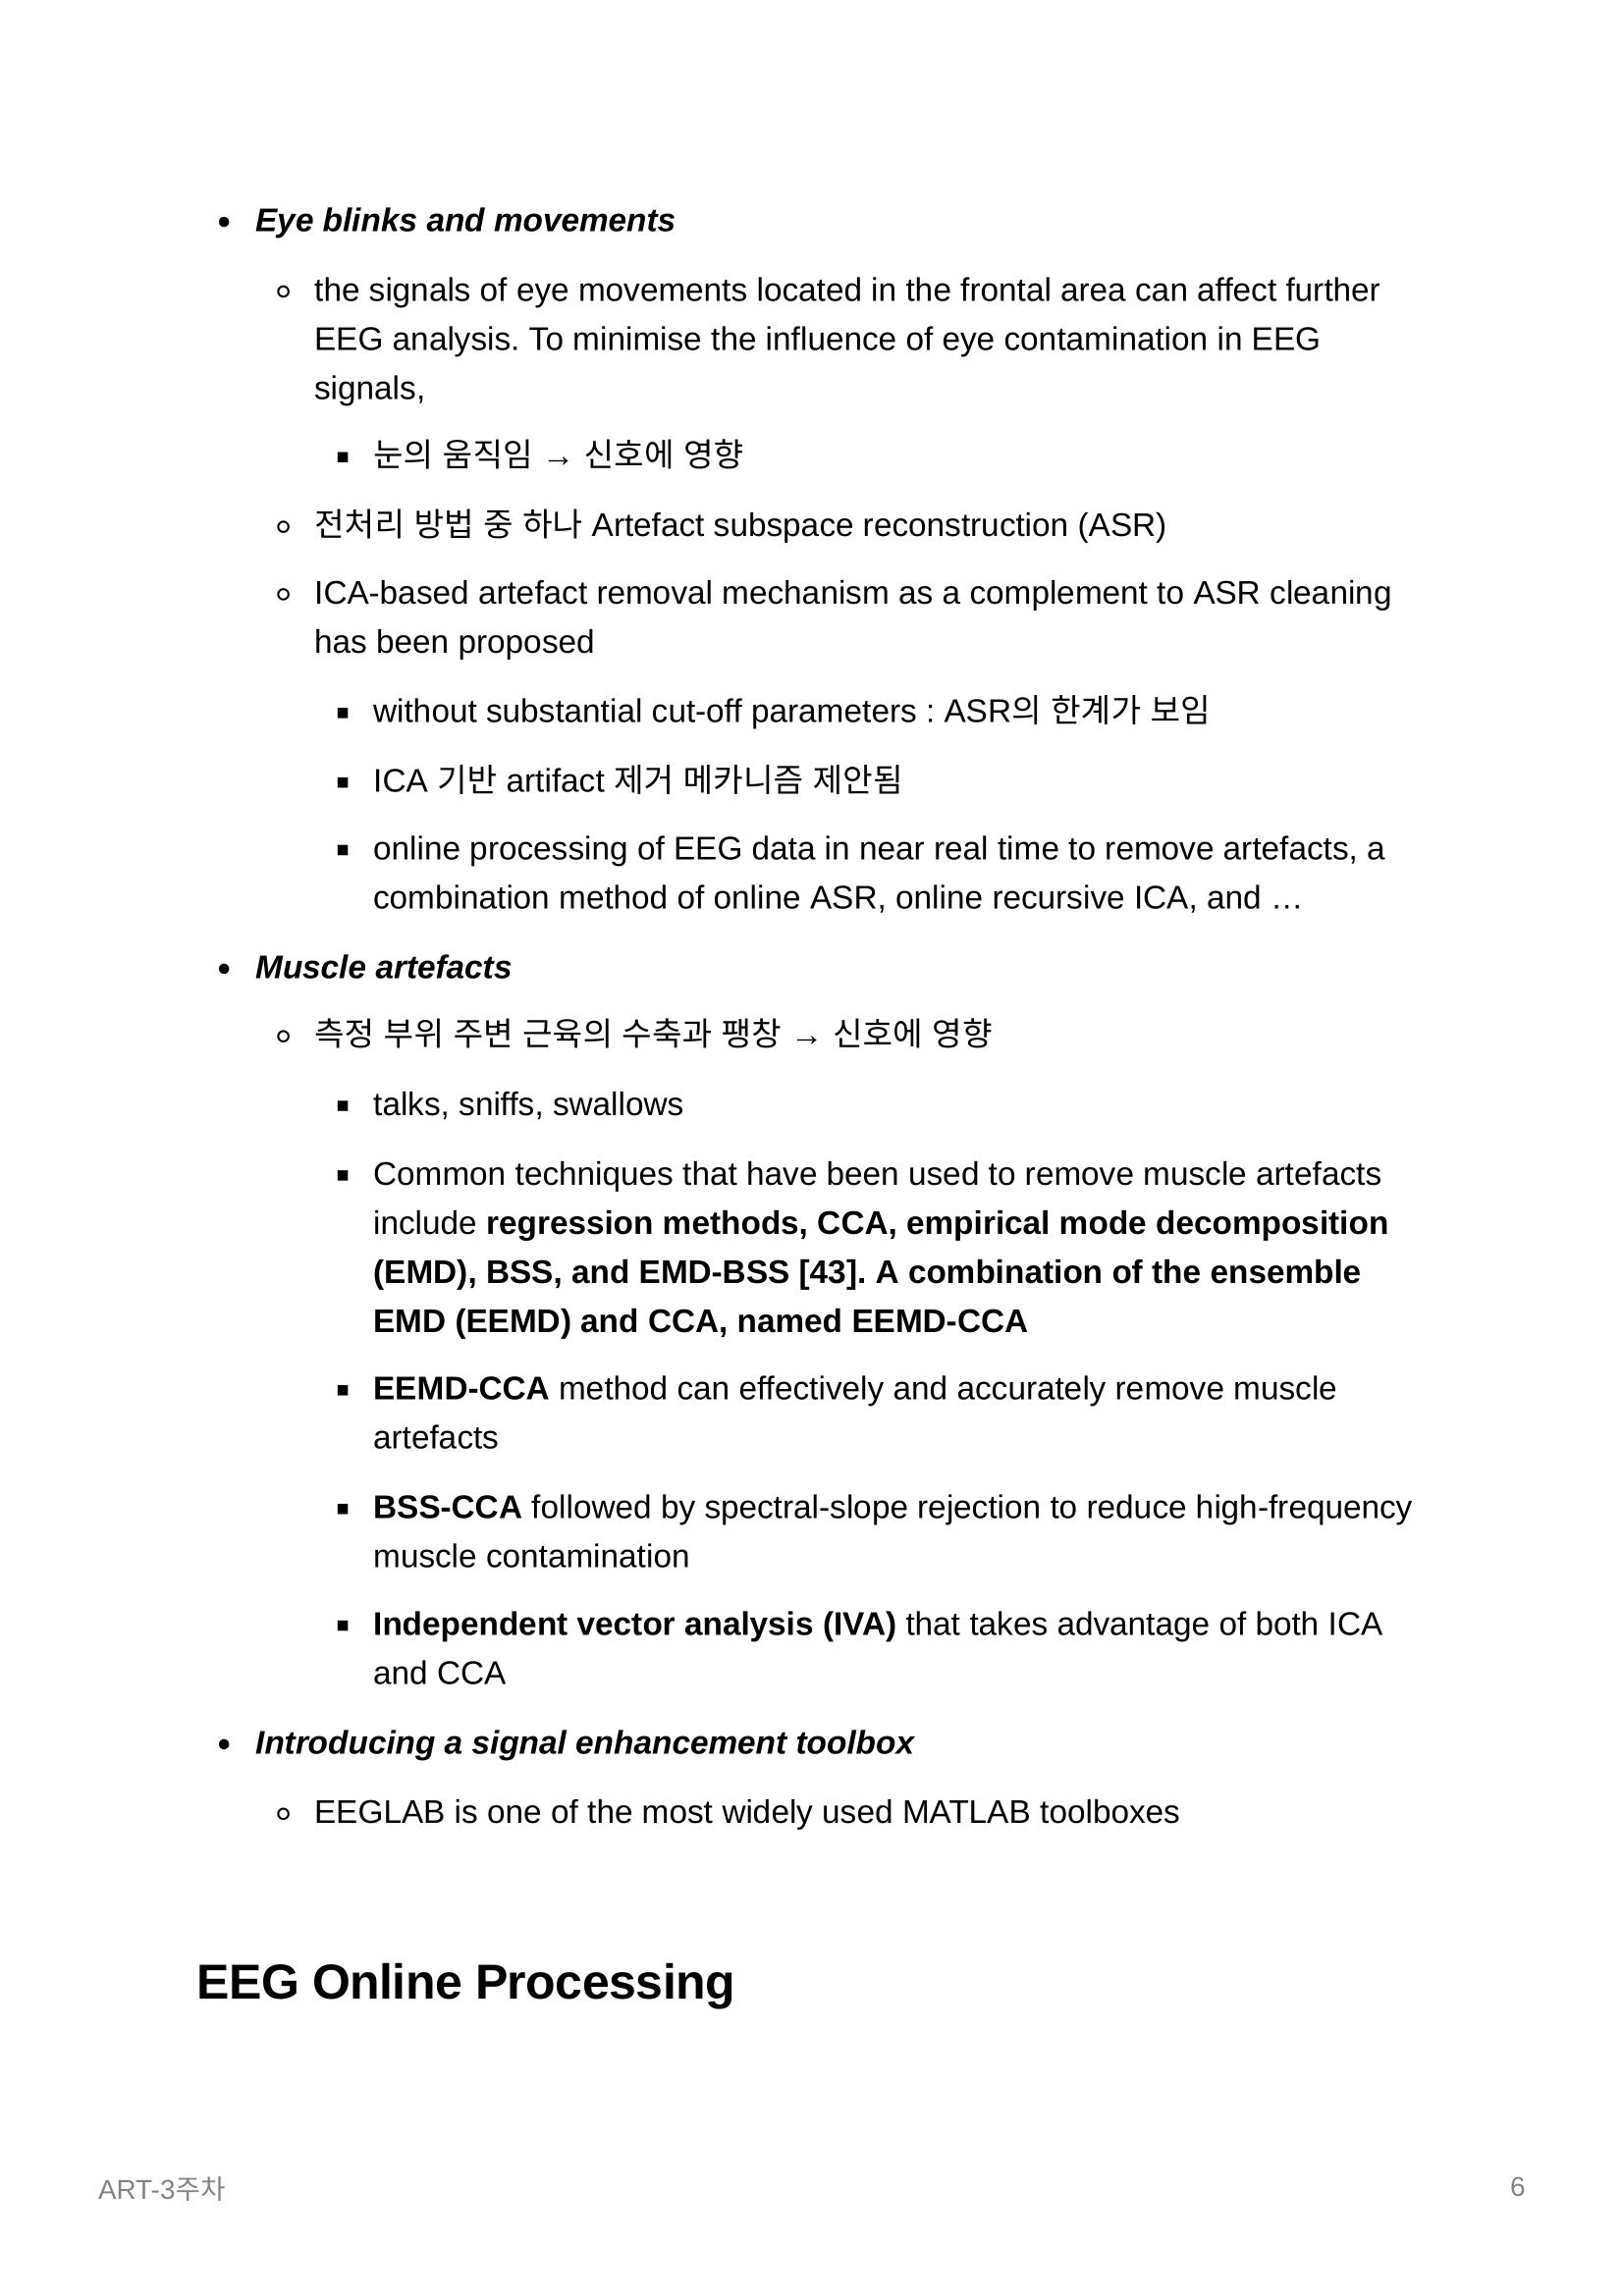 • Eye blinks and movements
◦ the signals of eye movements located in the frontal area can affect further
EEG analysis. To minimise the influence of eye contamination in EEG
signals,
▪ 눈의 움직임 → 신호에 영향
◦ 전처리 방법 중 하나 Artefact subspace reconstruction (ASR)
◦ ICA-based artefact removal mechanism as a complement to ASR cleaning
has been proposed
▪ without substantial cut-off parameters : ASR의 한계가 보임
▪ ICA 기반 artifact 제거 메카니즘 제안됨
▪ online processing of EEG data in near real time to remove artefacts, a
combination method of online ASR, online recursive ICA, and …
• Muscle artefacts
◦ 측정 부위 주변 근육의 수축과 팽창 → 신호에 영향
▪ talks, sniffs, swallows
▪ Common techniques that have been used to remove muscle artefacts
include regression methods, CCA, empirical mode decomposition
(EMD), BSS, and EMD-BSS [43]. A combination of the ensemble
EMD (EEMD) and CCA, named EEMD-CCA
▪ EEMD-CCA method can effectively and accurately remove muscle
artefacts
▪ BSS-CCA followed by spectral-slope rejection to reduce high-frequency
muscle contamination
▪ Independent vector analysis (IVA) that takes advantage of both ICA
and CCA
• Introducing a signal enhancement toolbox
◦ EEGLAB is one of the most widely used MATLAB toolboxes
EEG Online Processing
ART-3주차
6